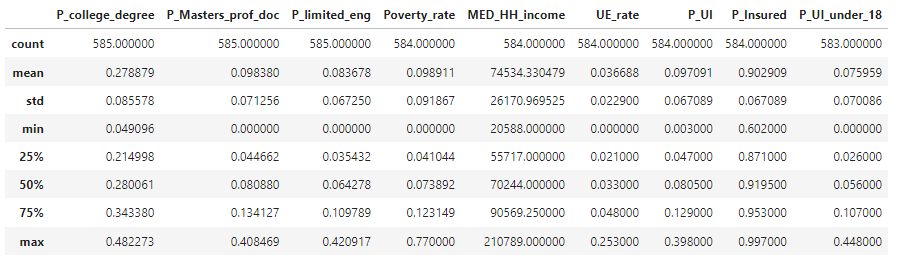 P_college_degree P_Masters_prof_doc P_limited_eng Poverty_rate MED_HH_income UE_rate P_UI P_Insured P_UI_under_18
count 585.000000 585.000000 585.000000 584.000000 584.000000 584.000000 584.000000 584.000000 583.000000
mean 0.278879 0.098380 0.083678 0.098911 74534.330479 0.036688 0.097091 0.902909 0.075959
std 0.085578 0.071256 0.067250 0.091867 26170.969525 0.022900 0.067089 0.067089 0.070086
min 0.049096 0.000000 0.000000 0.000000 20588.000000 0.000000 0.003000 0.602000 0.000000
25% 0.214998 0.044662 0.035432 0.041044 55717.000000 0.021000 0.047000 0.871000 0.026000
50% 0.280061 0.080880 0.064278 0.073892 70244.000000 0.033000 0.080500 0.919500 0.056000
75% 0.343380 0.134127 0.109789 0.123149 90569.250000 0.048000 0.129000 0.953000 0.107000
max 0.482273 0.408469 0.420917 0.770000 210789.000000 0.253000 0.398000 0.997000 0.448000